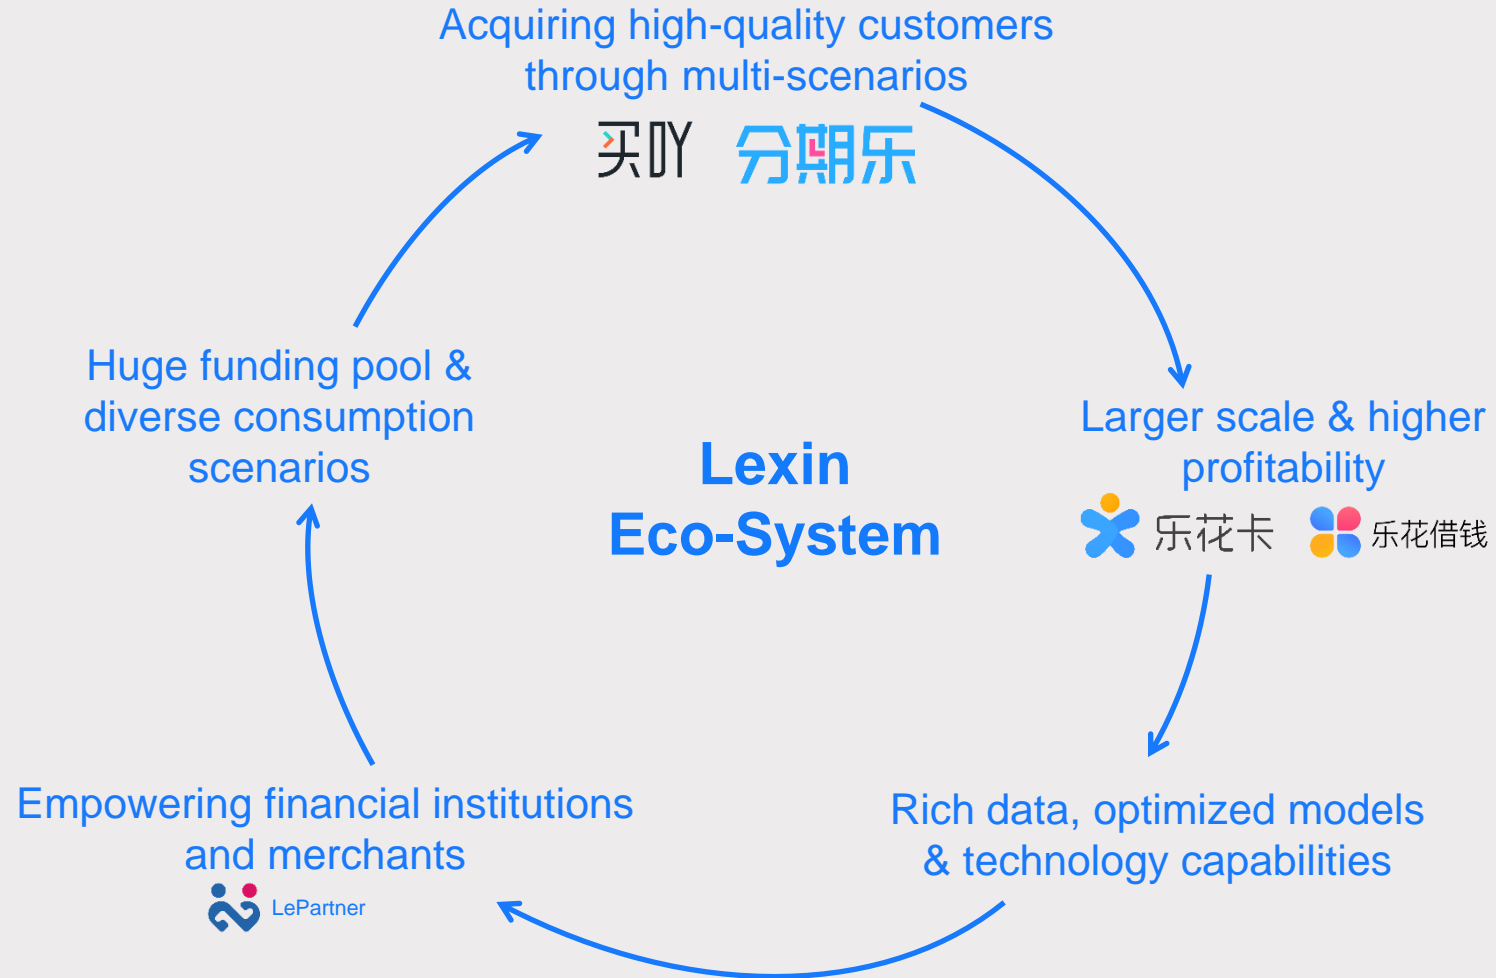 Acquiring high-quality customers
through multi-scenarios
买吖 分期乐
Huge funding pool &
diverse consumption
scenarios
Lexin
Eco-System
Larger scale & higher
profitability
乐花卡 乐花借钱
Empowering financial institutions
and merchants
LePartner
Rich data, optimized models
& technology capabilities